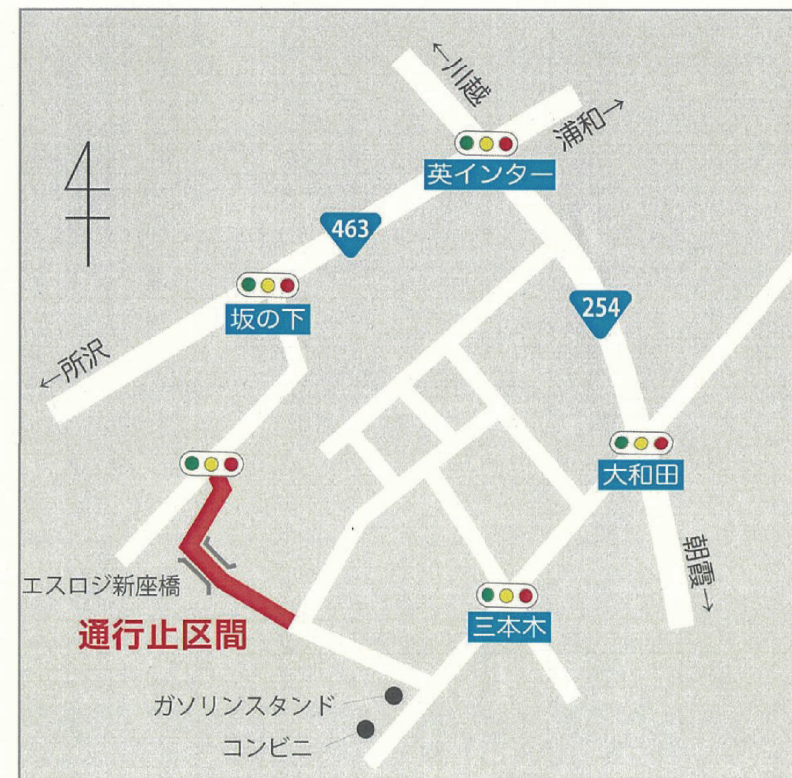 ←川越
浦和→
英インター
463
坂の下
254
←所沢
大和田
朝霞→
エスロジ新座橋
三本木
通行止区間
ガソリンスタンド
コンビニ